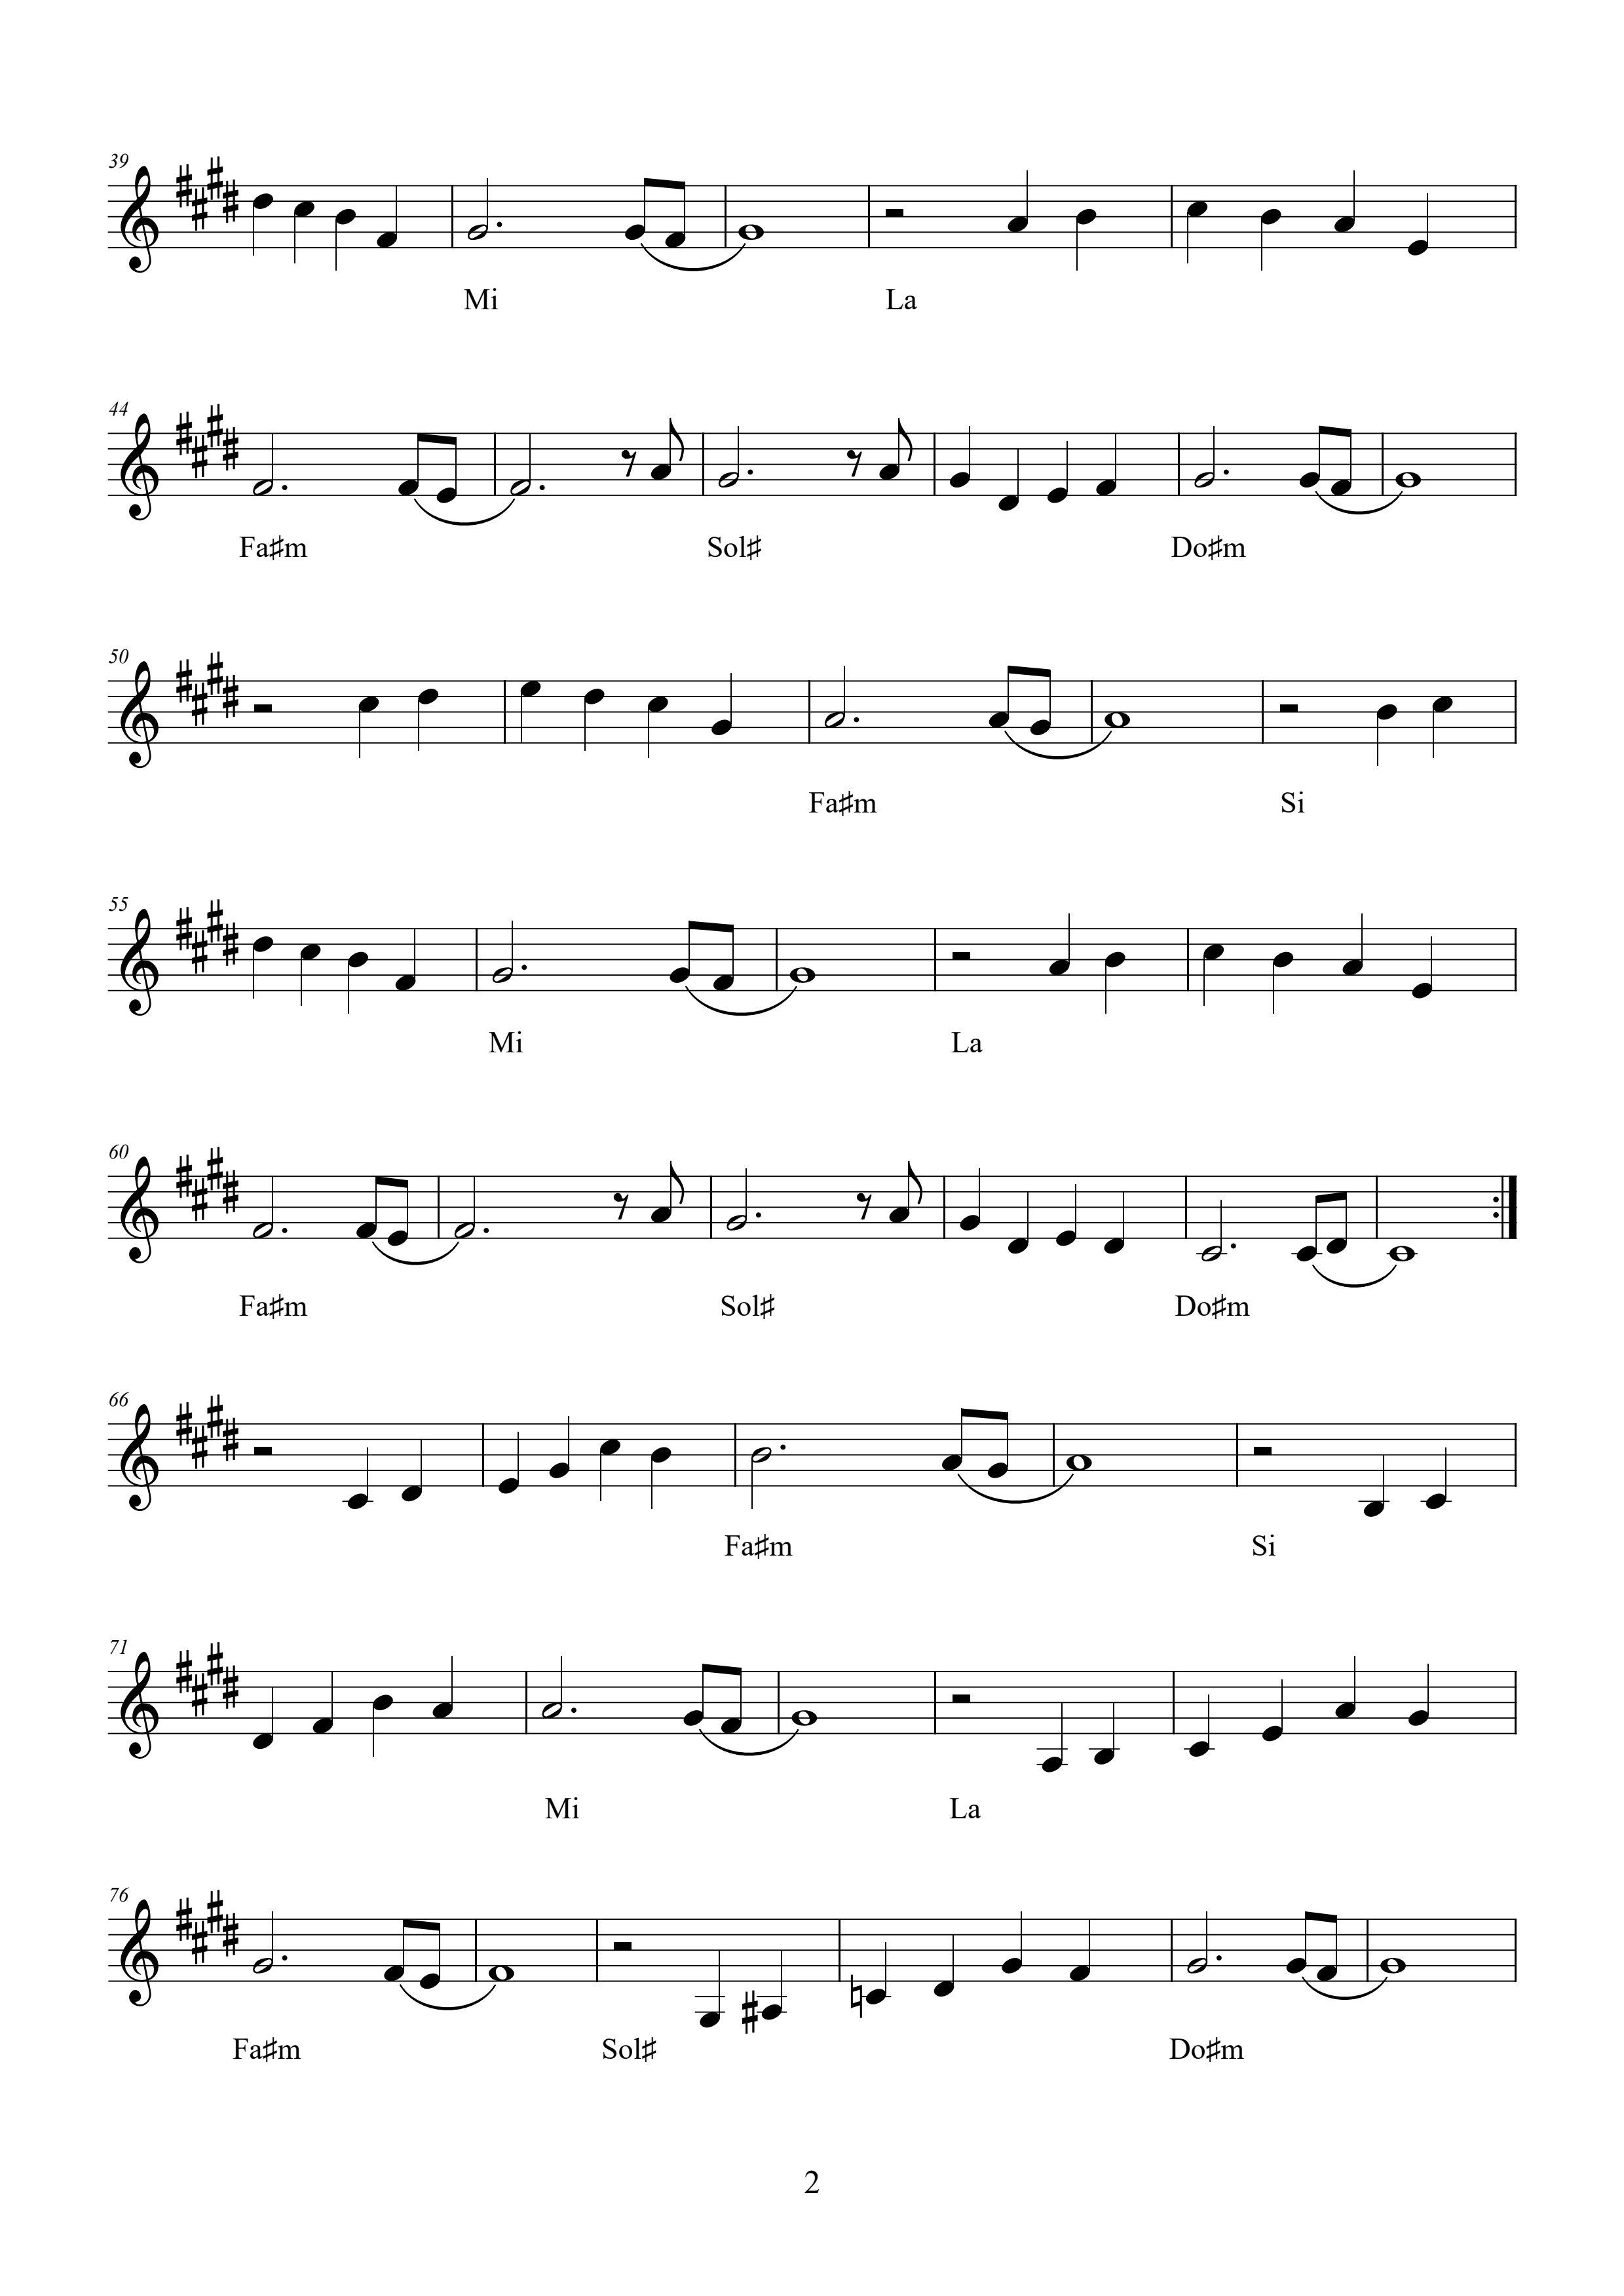 39
Mi La
44
Fa♯m Sol♯ Do♯m
50
Fa♯m Si
55
Mi La
60
Fa♯m Sol♯ Do♯m
66
Fa♯m Si
71
Mi La
76
Fa♯m Sol♯ Do♯m
2